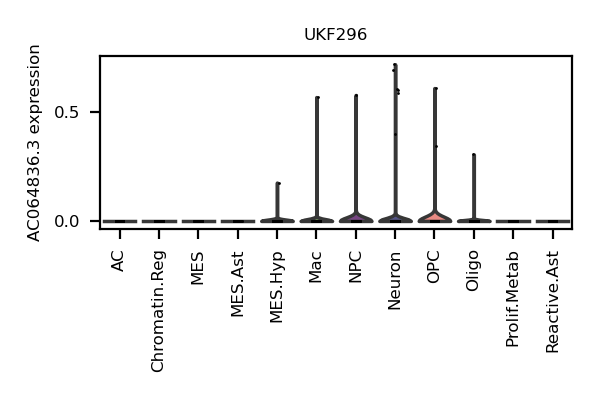 UKF296
AC064836.3 expression
0.5
0.0
AC
Chromatin.Reg
MES
MES.Ast
MES.Hyp
Mac
NPC
Neuron
OPC
Oligo
Prolif.Metab
Reactive.Ast